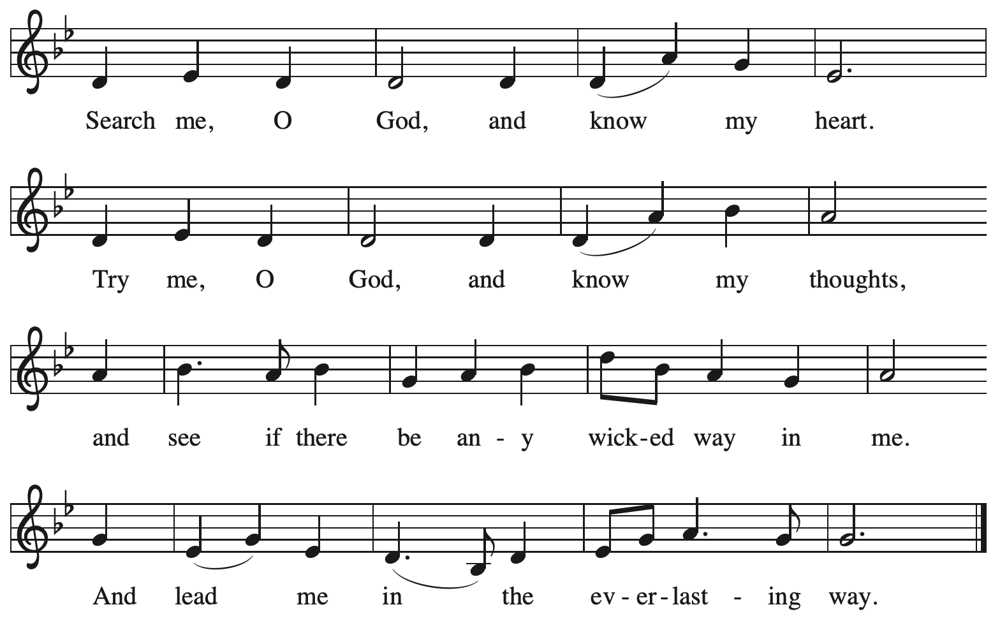 Search me, O God, and know my heart.
Try me, O God, and know my thoughts,
and see if there be an - y wick-ed way in me.
And lead me in the ev - er-last - ing way.